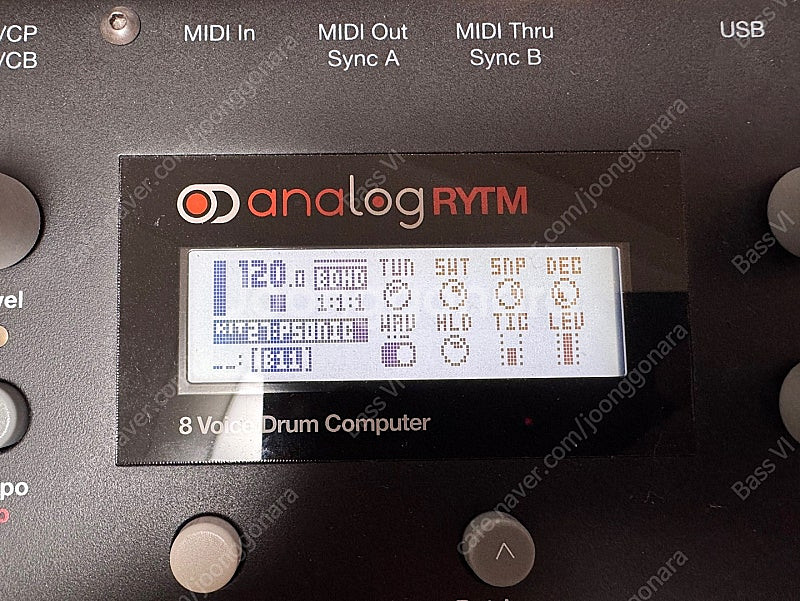 /CP
/CB
MIDI In
MIDI Out
Sync A
MIDI Thru
Sync B
USB
analog RYTM
120.0
TUN SWT SNP DEC
WAV HLD TIC LEV
8 Voice Drum Computer
vel
po
cafe.naver.com/joonggonara
Bass VI